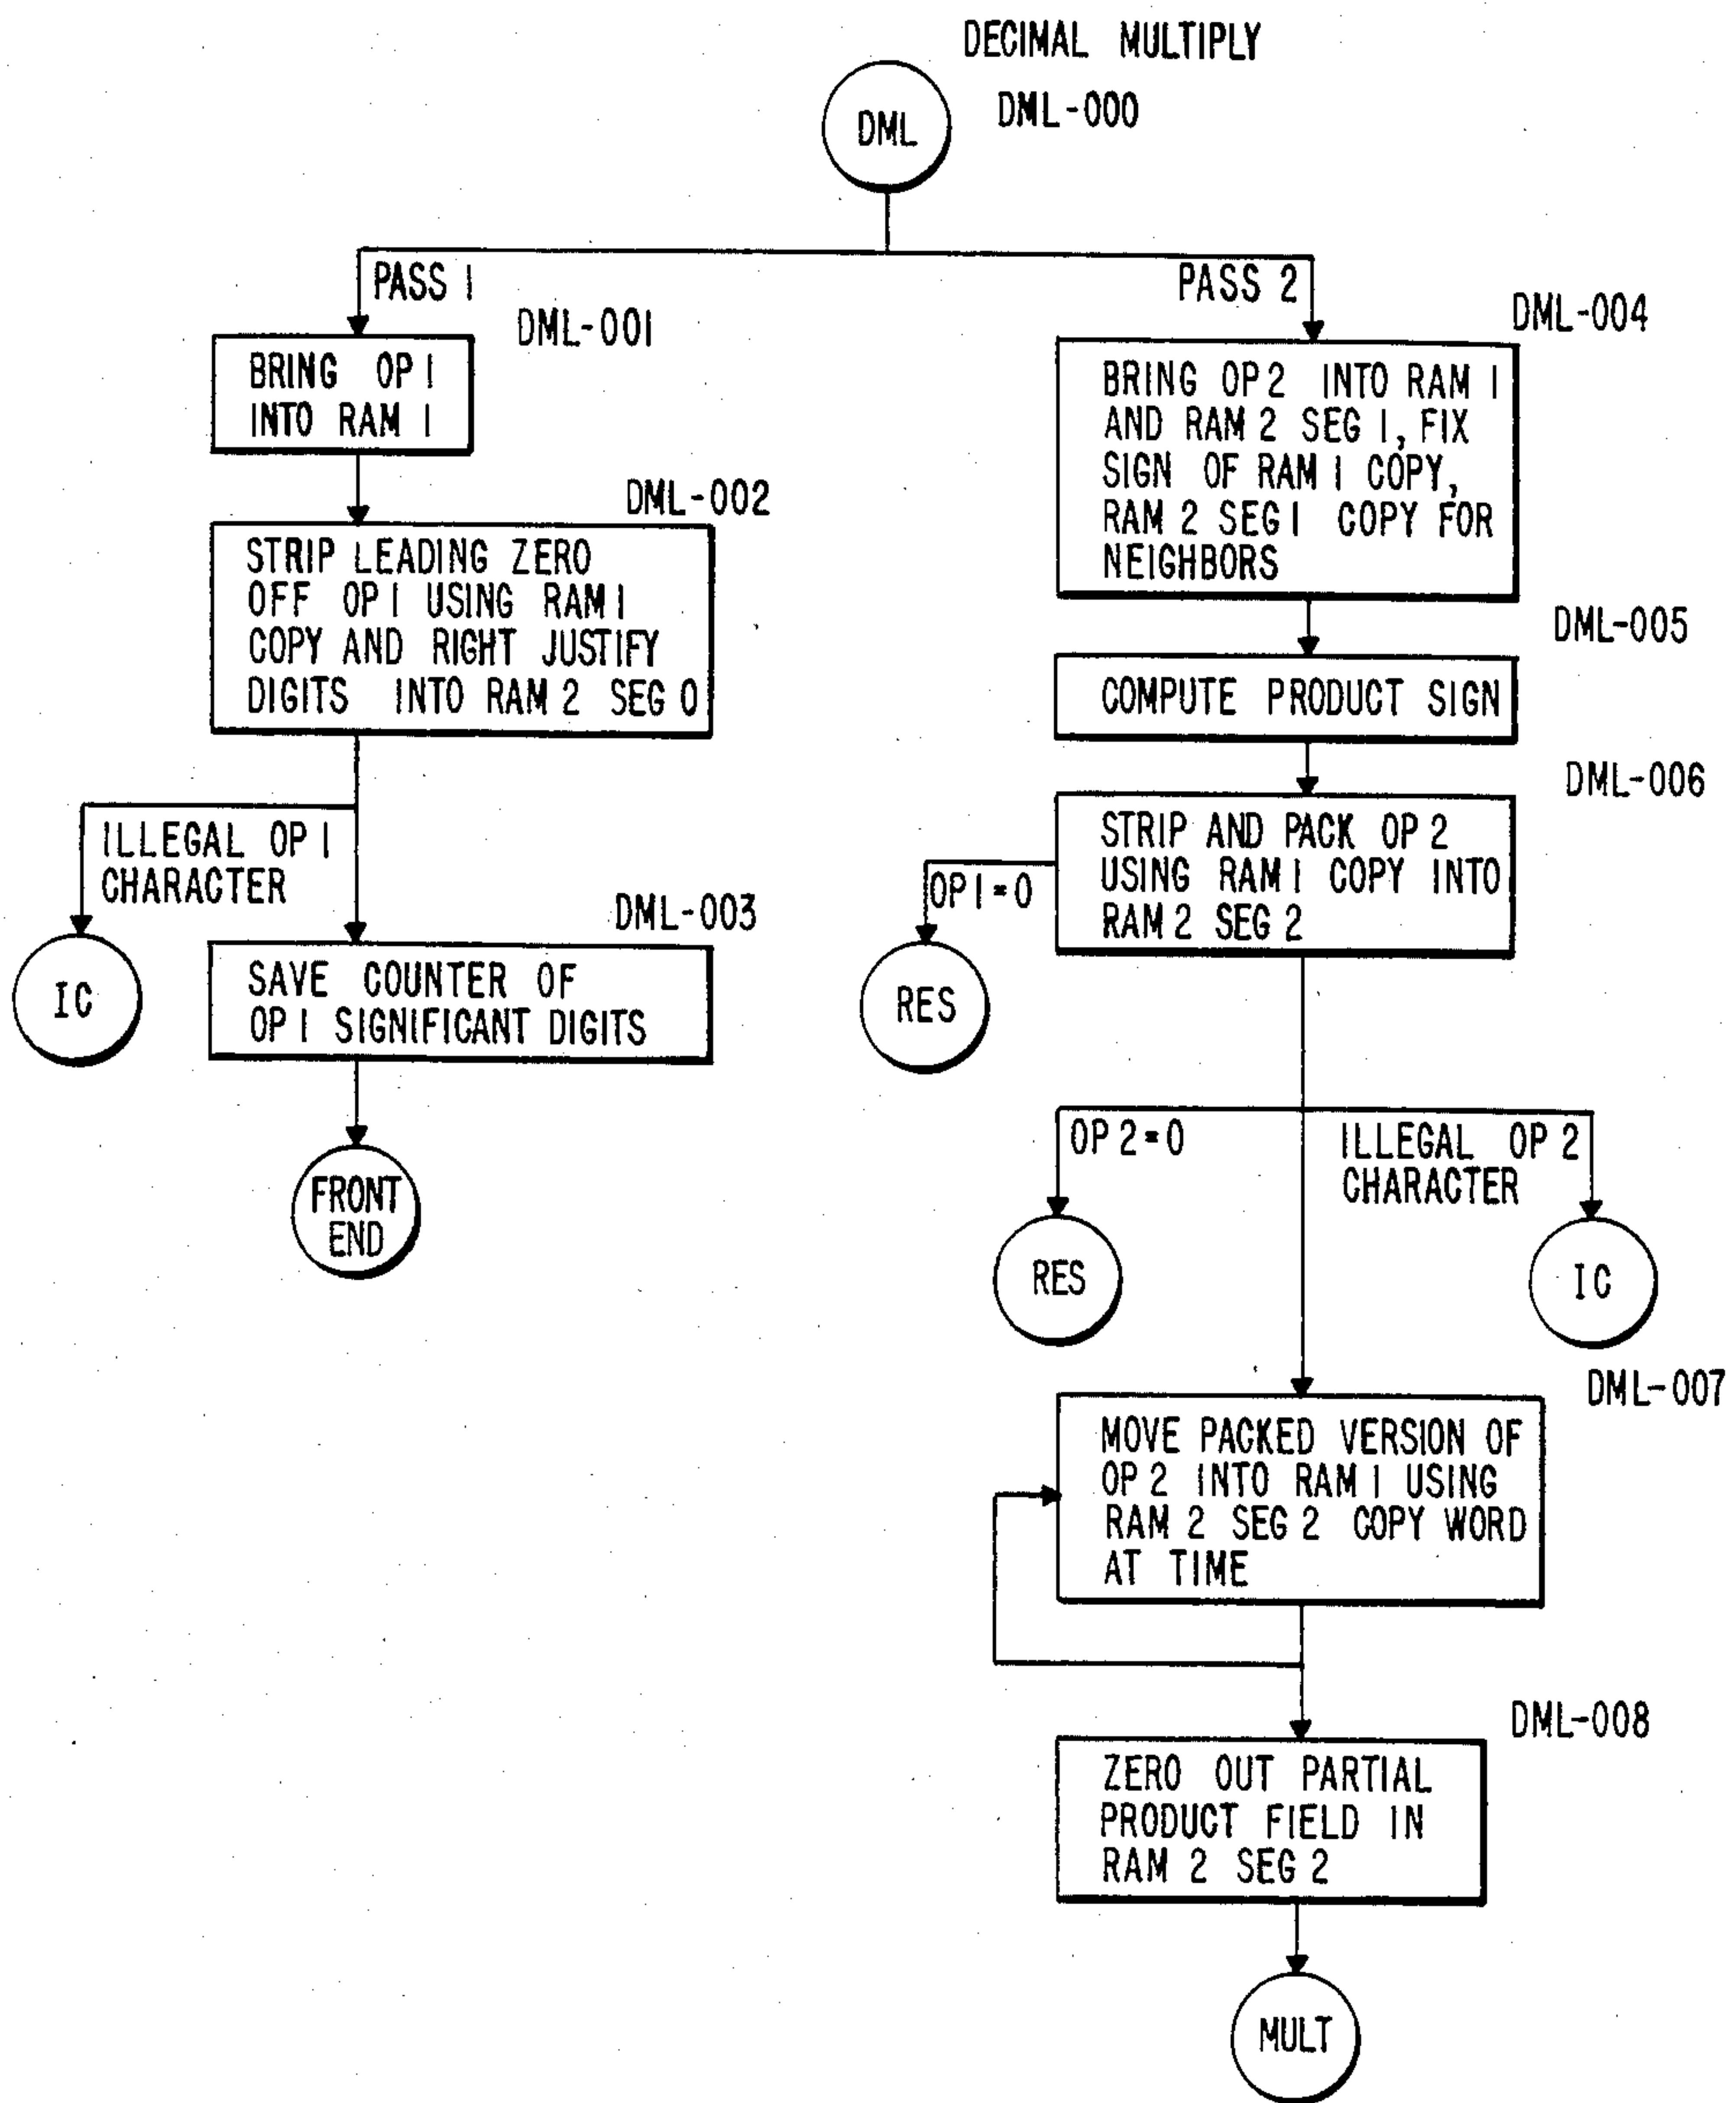 DECIMAL MULTIPLY
DML-000
DML
PASS 1
PASS 2
DML-001
BRING OP 1
INTO RAM 1
DML-002
STRIP LEADING ZERO
OFF OP 1 USING RAM 1
COPY AND RIGHT JUSTIFY
DIGITS INTO RAM 2 SEG 0
ILLEGAL OP 1
CHARACTER
IC
DML-003
SAVE COUNTER OF
OP 1 SIGNIFICANT DIGITS
FRONT
END
DML-004
BRING OP 2 INTO RAM 1
AND RAM 2 SEG 1, FIX
SIGN OF RAM 1 COPY,
RAM 2 SEG 1 COPY FOR
NEIGHBORS
DML-005
COMPUTE PRODUCT SIGN
DML-006
STRIP AND PACK OP 2
USING RAM 1 COPY INTO
RAM 2 SEG 2
OP 1=0
RES
OP 2=0
RES
ILLEGAL OP 2
CHARACTER
IC
DML-007
MOVE PACKED VERSION OF
OP 2 INTO RAM 1 USING
RAM 2 SEG 2 COPY WORD
AT TIME
DML-008
ZERO OUT PARTIAL
PRODUCT FIELD IN
RAM 2 SEG 2
MULT